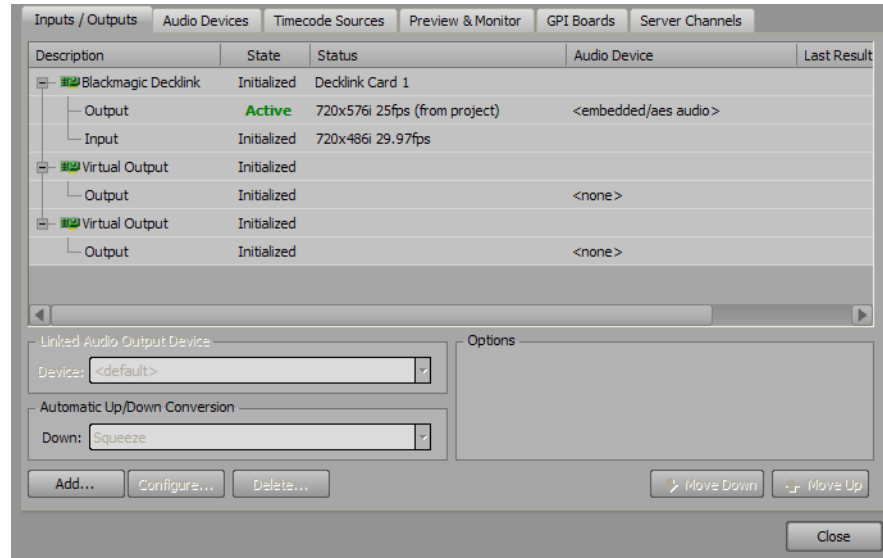 Inputs / Outputs Audio Devices Timecode Sources Preview & Monitor GPI Boards Server Channels
Description State Status Audio Device Last Result
Blackmagic Decklink Initialized Decklink Card 1
Output Active 720x576i 25fps (from project) <embedded/aes audio>
Input Initialized 720x486i 29.97fps
Virtual Output Initialized
Output Initialized <none>
Virtual Output Initialized
Output Initialized <none>
Linked Audio Output Device Options
Device: <default>
Automatic Up/Down Conversion
Down: Squeeze
Add... Configure... Delete... Move Down Move Up
Close